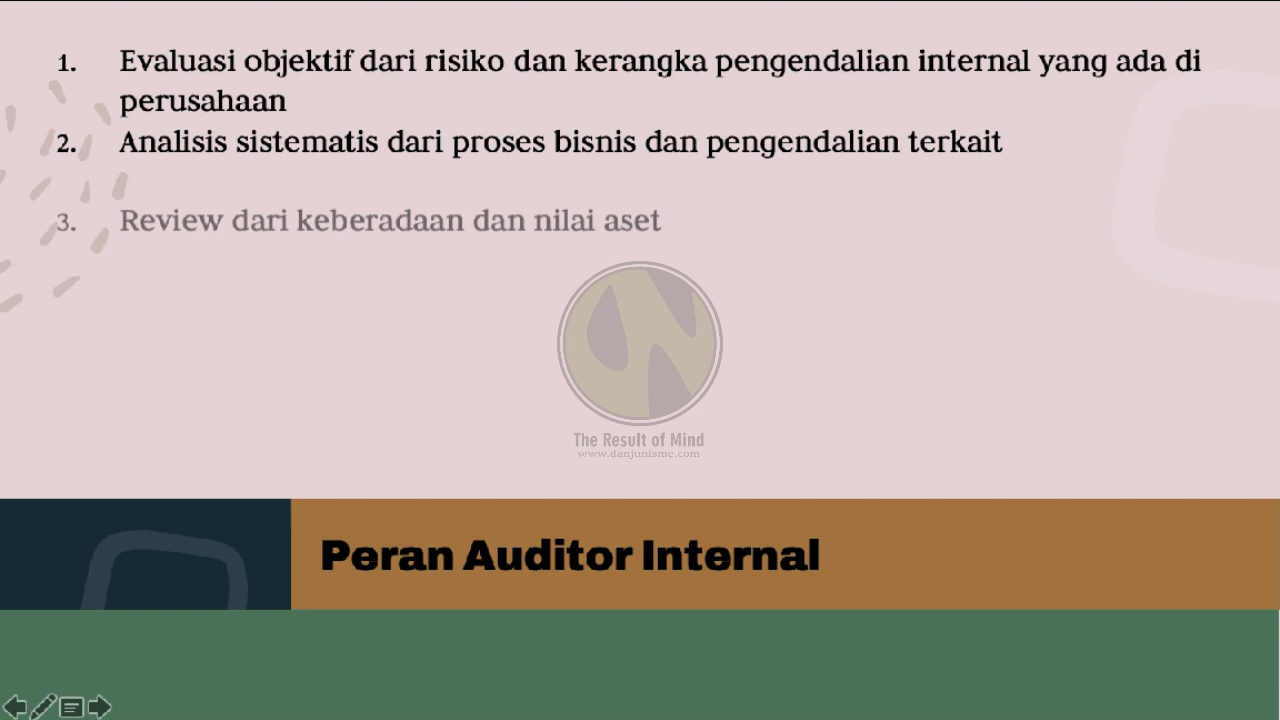 1. Evaluasi objektif dari risiko dan kerangka pengendalian internal yang ada di
perusahaan
2. Analisis sistematis dari proses bisnis dan pengendalian terkait
3. Review dari keberadaan dan nilai aset
The Result of Mind
www.danjunisme.com
Peran Auditor Internal